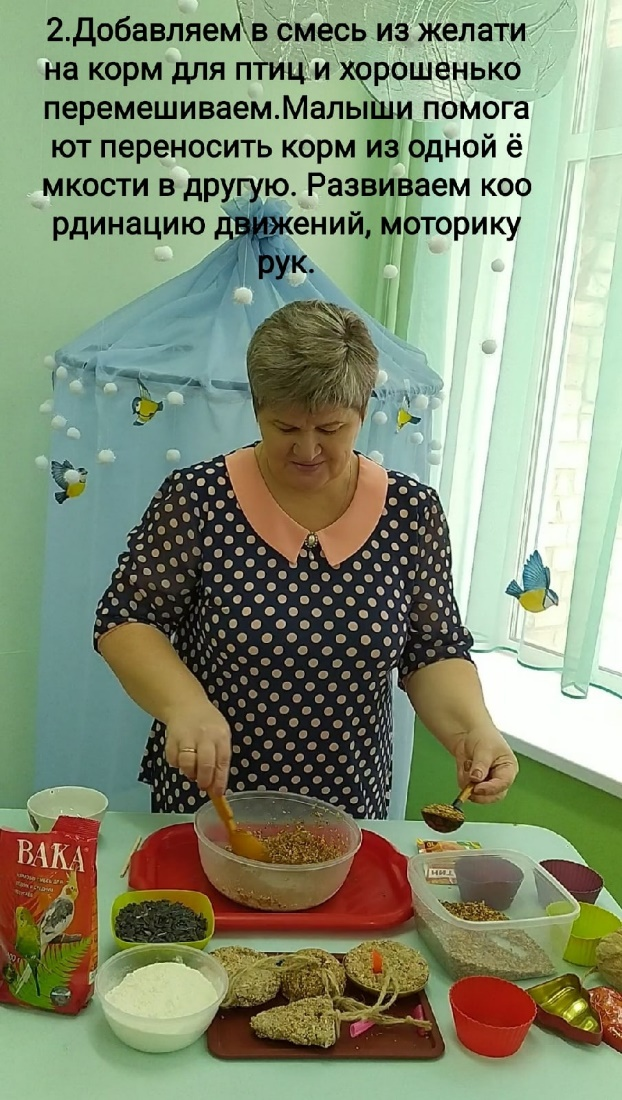 2.Добавляем в смесь из желати
на корм для птиц и хорошенько
перемешиваем.Малыши помога
ют переносить корм из одной ё
мкости в другую. Развиваем коо
рдинацию движений, моторику
рук.
ВАКА